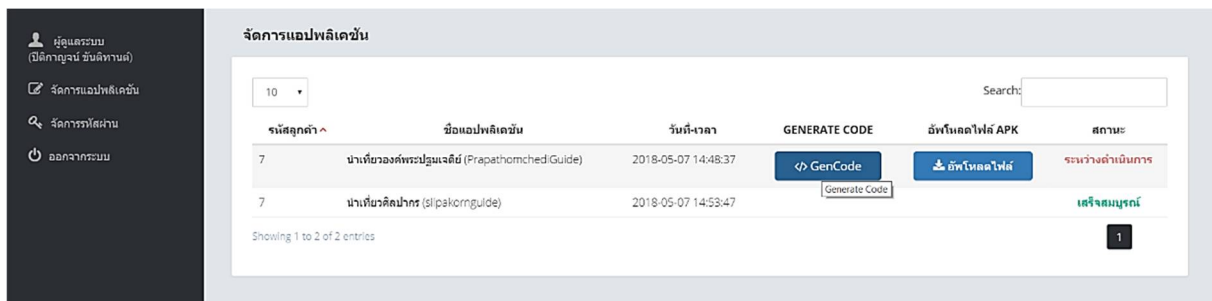 ผู้ดูแลระบบ
(ปิติกาญจน์ ขันติทานต์)
จัดการแอปพลิเคชัน
จัดการรหัสผ่าน
ออกจากระบบ
จัดการแอปพลิเคชัน
10
Search:
รหัสลูกค้า ชื่อแอปพลิเคชัน วันที่-เวลา GENERATE CODE อัพโหลดไฟล์ APK สถานะ
7 นำเที่ยวองค์พระปฐมเจดีย์ (PrapathomchediGuide) 2018-05-07 14:48:37 </> GenCode อัพโหลดไฟล์ ระหว่างดำเนินการ
Generate Code
7 นำเที่ยวศิลปากร (silpakornguide) 2018-05-07 14:53:47 เสร็จสมบูรณ์
Showing 1 to 2 of 2 entries 1